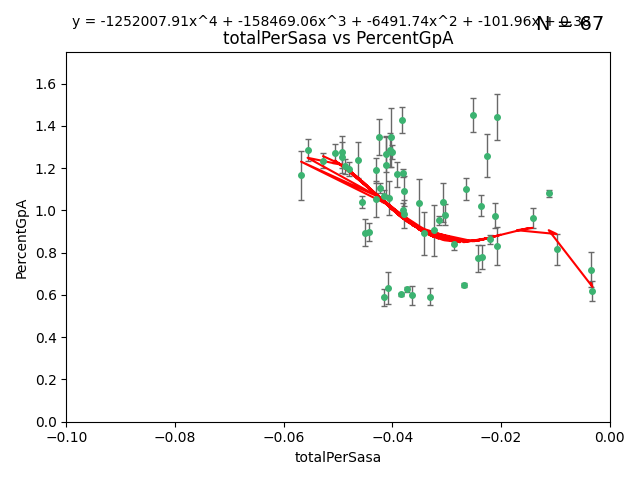 y = -1252007.91x^4 + -158469.06x^3 + -6491.74x^2 + -101.96x + 0.36
N = 67
totalPerSasa vs PercentGpA
1.6
1.4
1.2
1.0
0.8
0.6
0.4
0.2
0.0
PercentGpA
−0.10 −0.08 −0.06 −0.04 −0.02 0.00
totalPerSasa